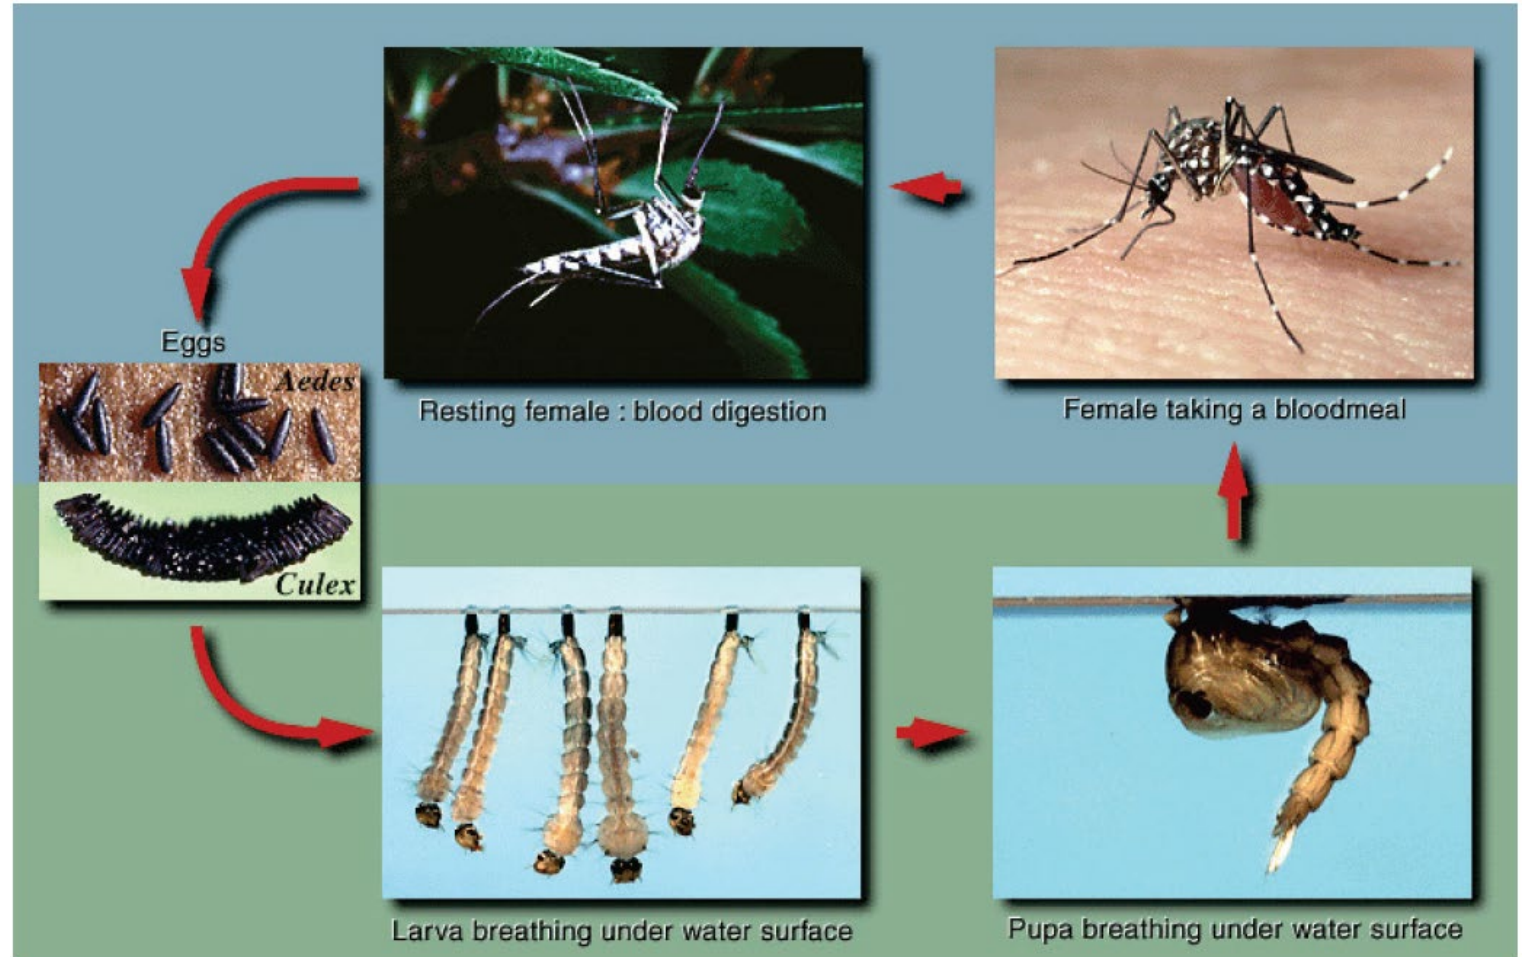 Resting female : blood digestion
Female taking a bloodmeal
Eggs
Aedes
Culex
Larva breathing under water surface
Pupa breathing under water surface